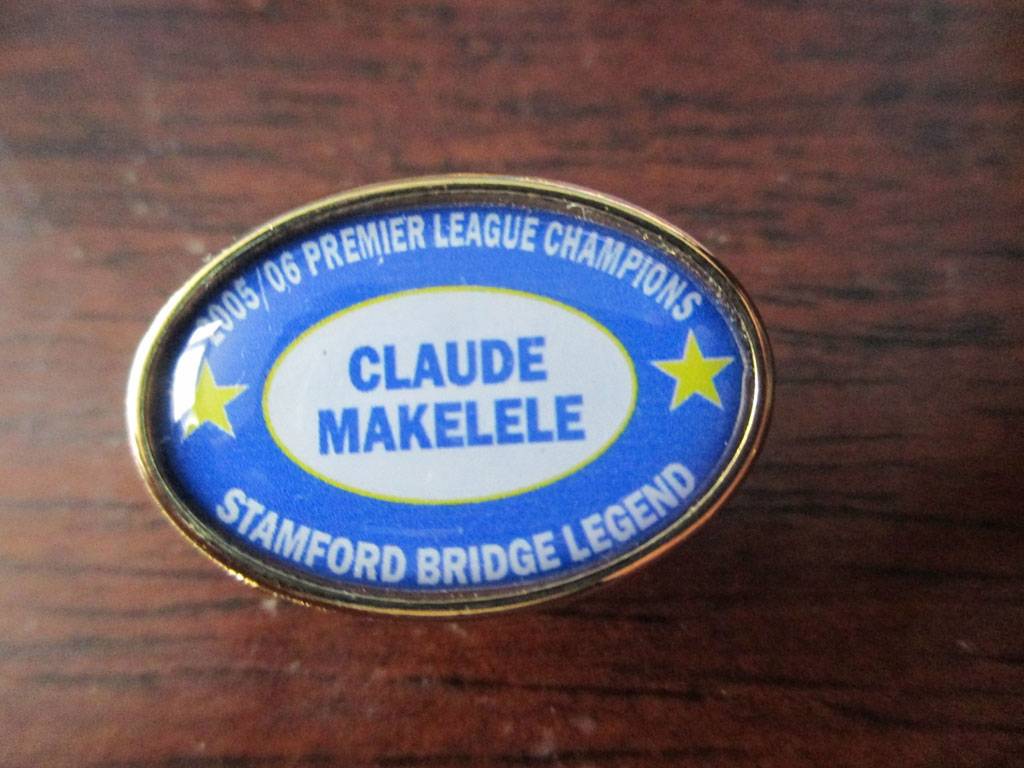 2005/06 PREMIER LEAGUE CHAMPIONS
CLAUDE
MAKELELE
STAMFORD BRIDGE LEGEND